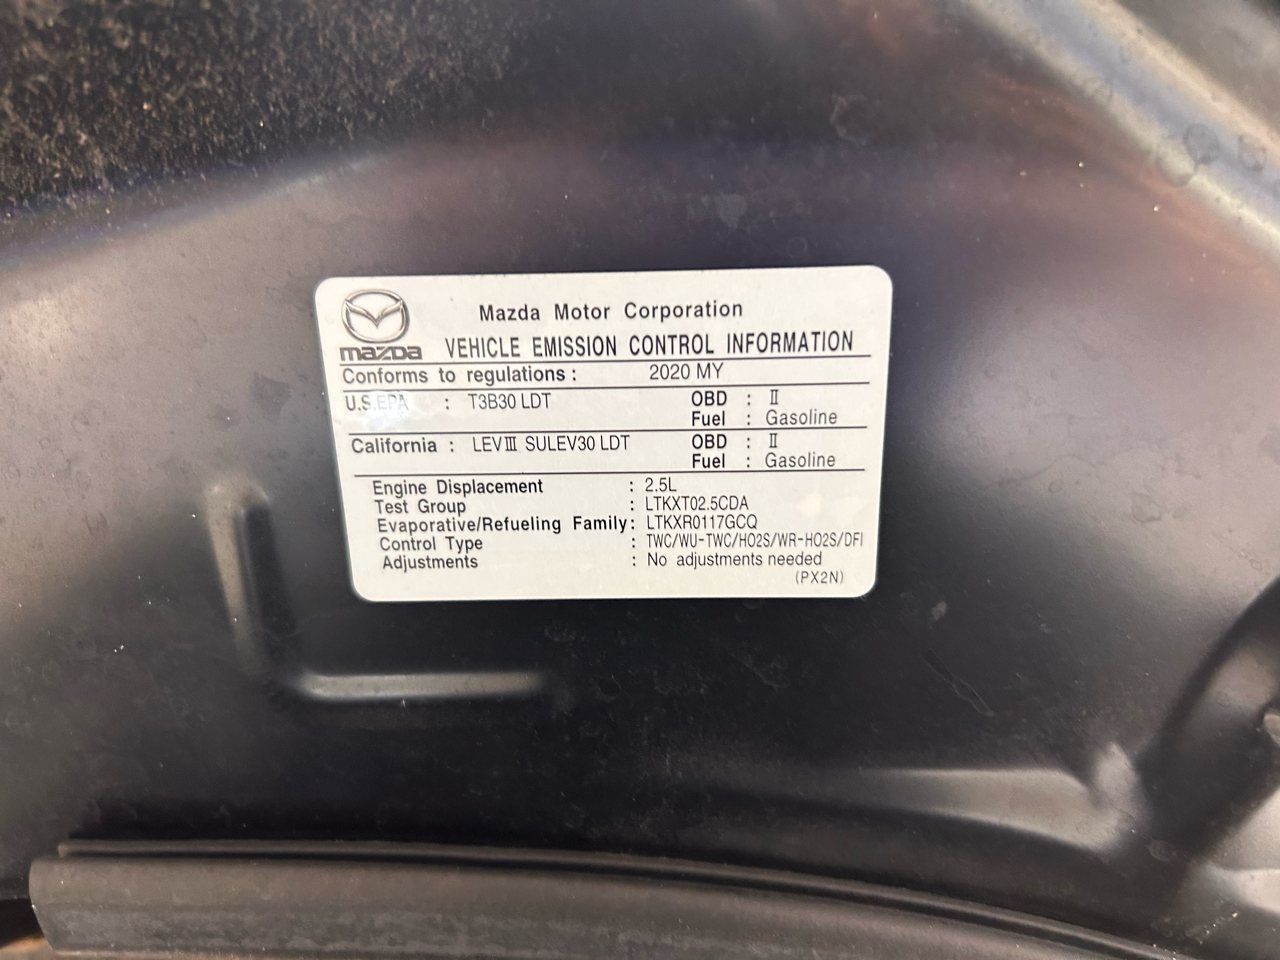 Mazda Motor Corporation
mazda VEHICLE EMISSION CONTROL INFORMATION
Conforms to regulations : 2020 MY
U.S.EPA : T3B30 LDT OBD : Ⅱ
Fuel : Gasoline
California : LEVⅢ SULEV30 LDT OBD : Ⅱ
Fuel : Gasoline
Engine Displacement : 2.5L
Test Group : LTKXT02.5CDA
Evaporative/Refueling Family: LTKXR0117GCQ
Control Type : TWC/WU-TWC/HO2S/WR-HO2S/DFI
Adjustments : No adjustments needed
(PX2N)